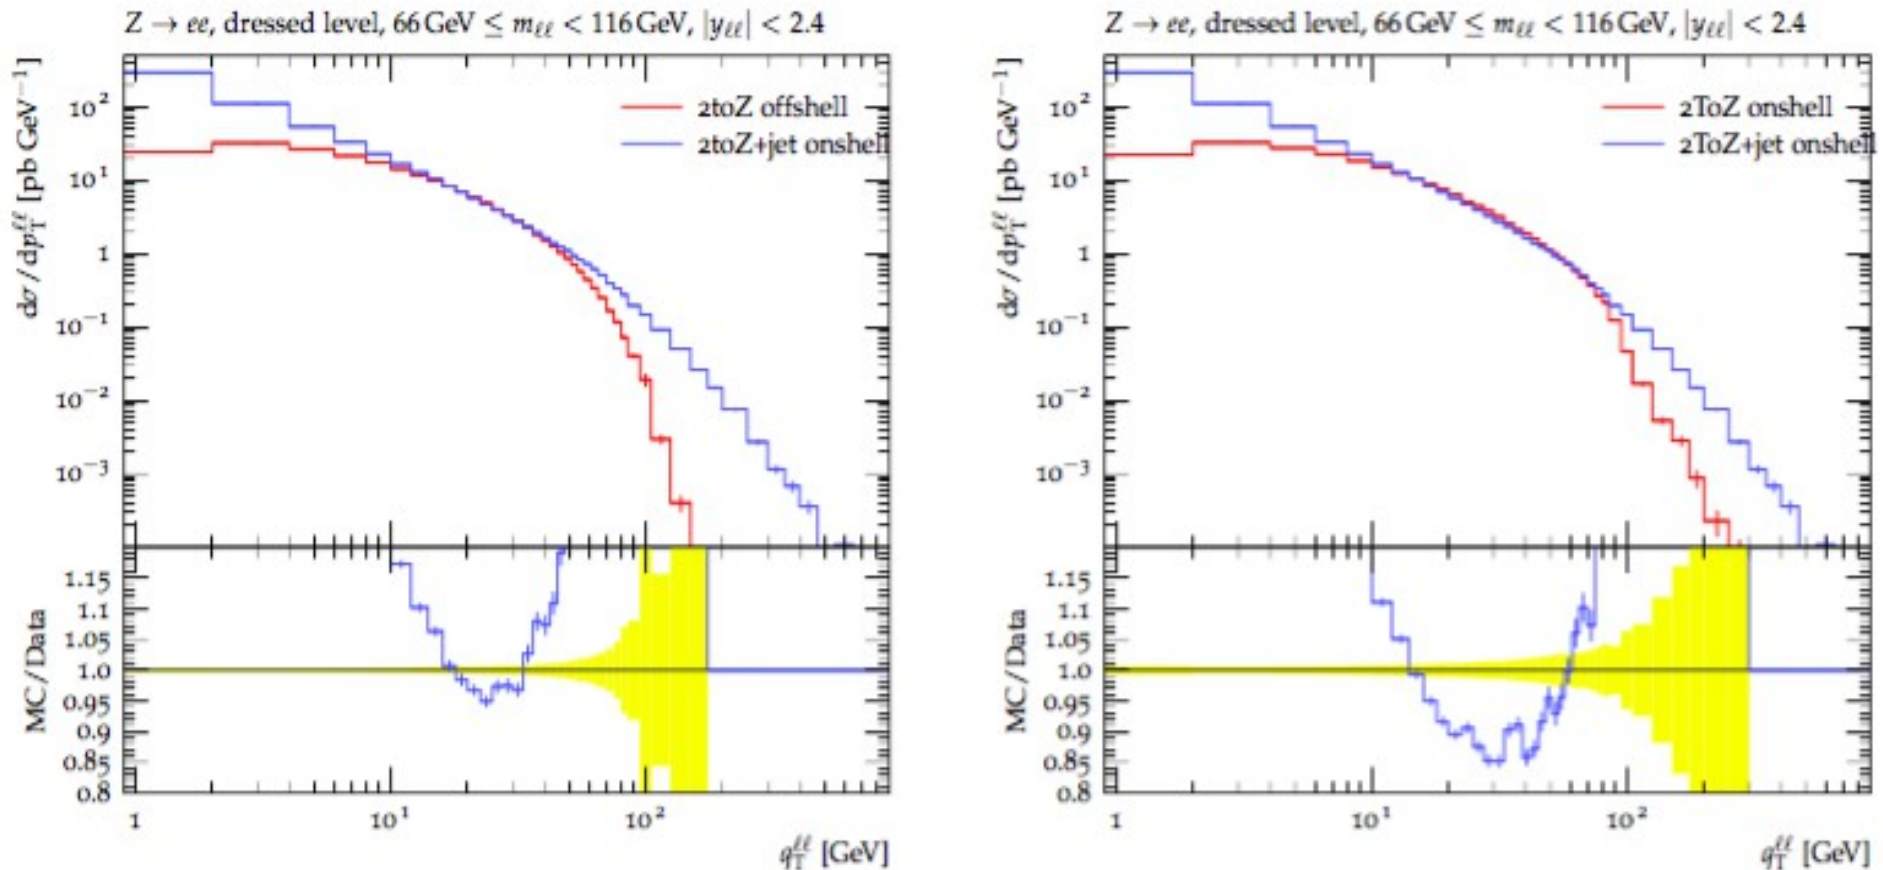 Z → ee, dressed level, 66 GeV ≤ m_ℓℓ < 116 GeV, |y_ℓℓ| < 2.4
dσ/dp_T^ℓℓ [pb GeV⁻¹]
2toZ offshell
2toZ+jet onshell
10²
10¹
1
10⁻¹
10⁻²
10⁻³
MC/Data
1.15
1.1
1.05
1.0
0.95
0.9
0.85
0.8
1
10¹
10²
q_T^ℓℓ [GeV]
Z → ee, dressed level, 66 GeV ≤ m_ℓℓ < 116 GeV, |y_ℓℓ| < 2.4
dσ/dp_T^ℓℓ [pb GeV⁻¹]
2ToZ onshell
2ToZ+jet onshell
10²
10¹
1
10⁻¹
10⁻²
10⁻³
MC/Data
1.15
1.1
1.05
1.0
0.95
0.9
0.85
0.8
1
10¹
10²
q_T^ℓℓ [GeV]